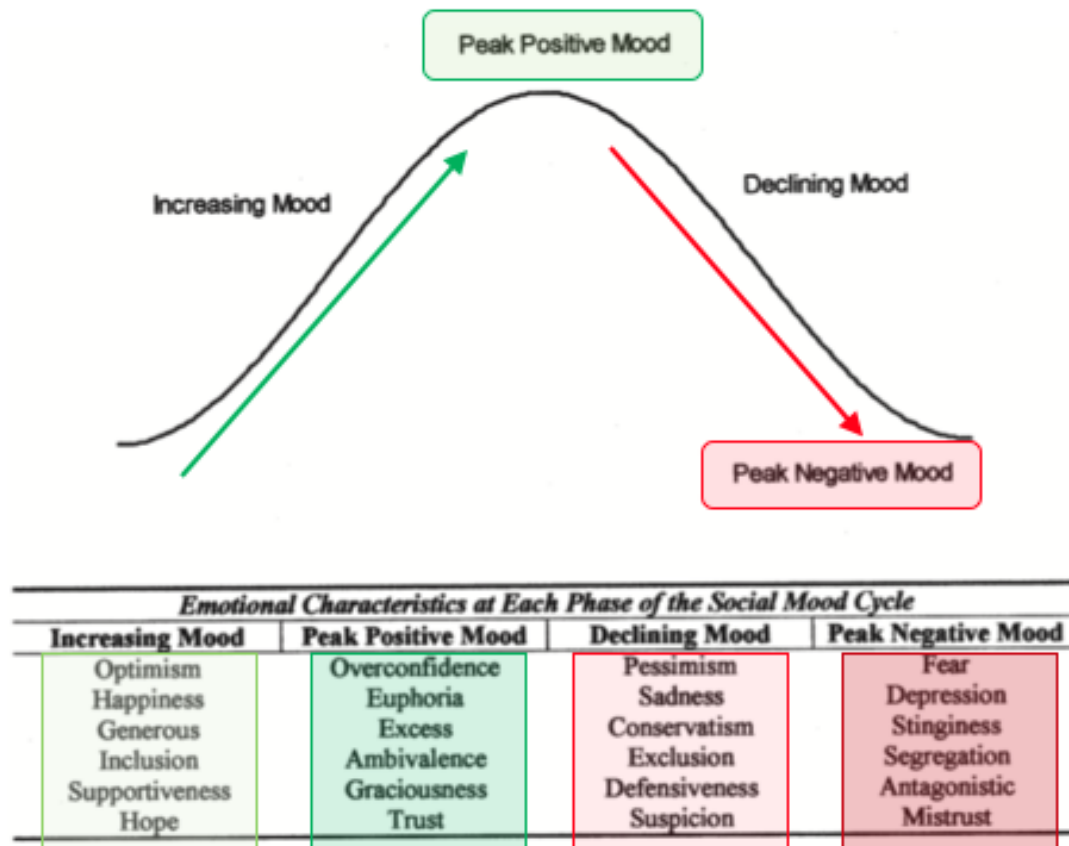 Peak Positive Mood
Increasing Mood
Declining Mood
Peak Negative Mood
Emotional Characteristics at Each Phase of the Social Mood Cycle
Increasing Mood Peak Positive Mood Declining Mood Peak Negative Mood
Optimism Overconfidence Pessimism Fear
Happiness Euphoria Sadness Depression
Generous Excess Conservatism Stinginess
Inclusion Ambivalence Exclusion Segregation
Supportiveness Graciousness Defensiveness Antagonistic
Hope Trust Suspicion Mistrust